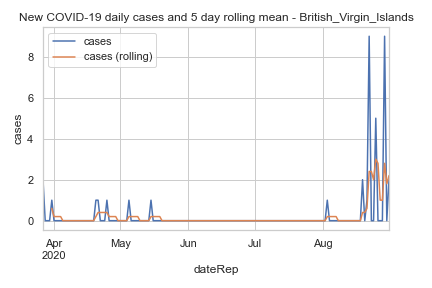 New COVID-19 daily cases and 5 day rolling mean - British_Virgin_Islands
cases
cases (rolling)
8
6
4
2
0
cases
Apr
2020
May
Jun
Jul
Aug
dateRep